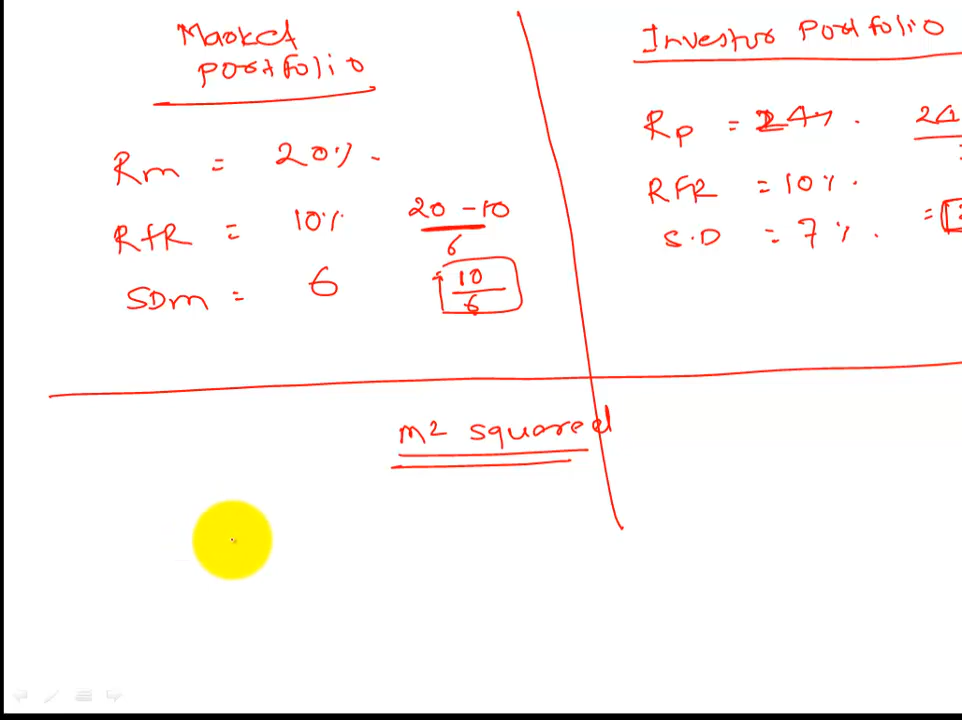 Market
Portfolio
Rm = 20%.
RFR = 10%
SDm = 6
20 - 10
6
10
6
Investor Portfolio
Rp = 24%.
RFR = 10%.
S.D = 7%.
=
m2 squared